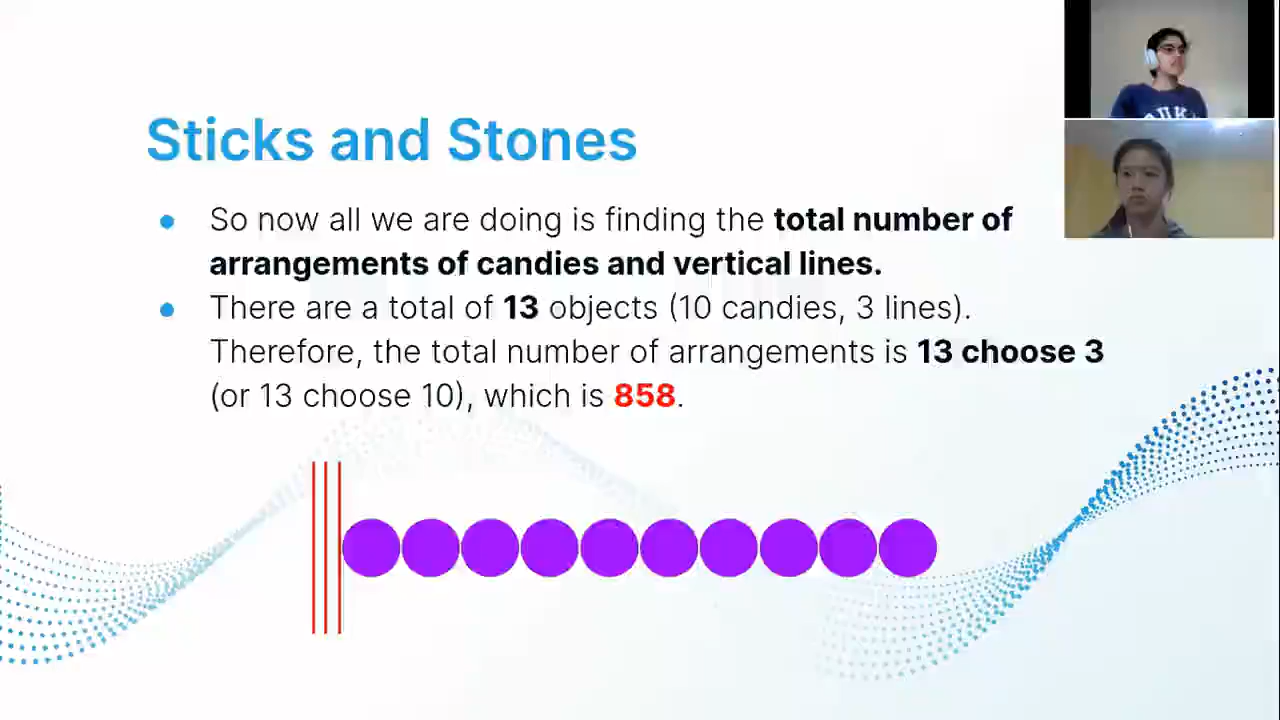 Sticks and Stones
So now all we are doing is finding the total number of
arrangements of candies and vertical lines.
There are a total of 13 objects (10 candies, 3 lines).
Therefore, the total number of arrangements is 13 choose 3
(or 13 choose 10), which is 858.